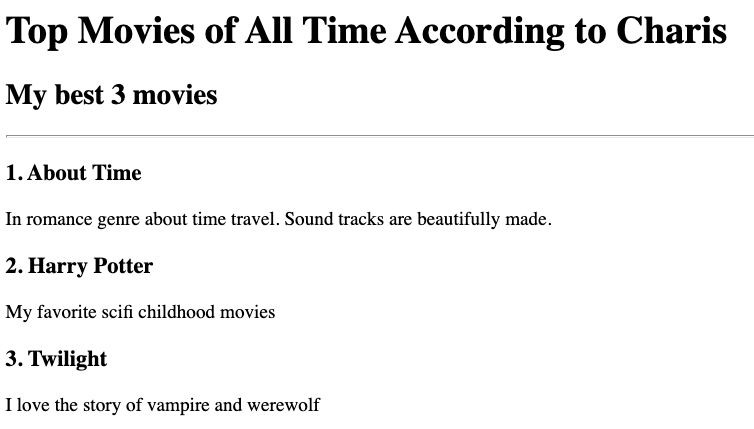 Top Movies of All Time According to Charis
My best 3 movies
1. About Time
In romance genre about time travel. Sound tracks are beautifully made.
2. Harry Potter
My favorite scifi childhood movies
3. Twilight
I love the story of vampire and werewolf